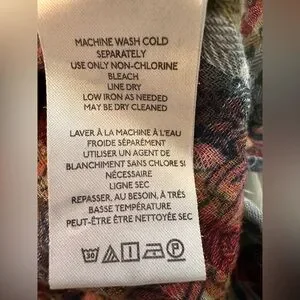 MACHINE WASH COLD
SEPARATELY
USE ONLY NON-CHLORINE
BLEACH
LINE DRY
LOW IRON AS NEEDED
MAY BE DRY CLEANED
LAVER À LA MACHINE À L'EAU
FROIDE SÉPARÉMENT
UTILISER UN AGENT DE
BLANCHIMENT SANS CHLORE SI
NÉCESSAIRE
LIGNE SEC
REPASSER, AU BESOIN, À TRÈS
BASSE TEMPÉRATURE
PEUT-ÊTRE ÊTRE NETTOYÉE SEC
30
P